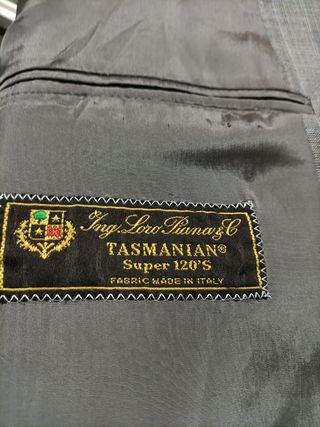 Ing. Loro Piana & C
TASMANIAN®
Super 120'S
FABRIC MADE IN ITALY